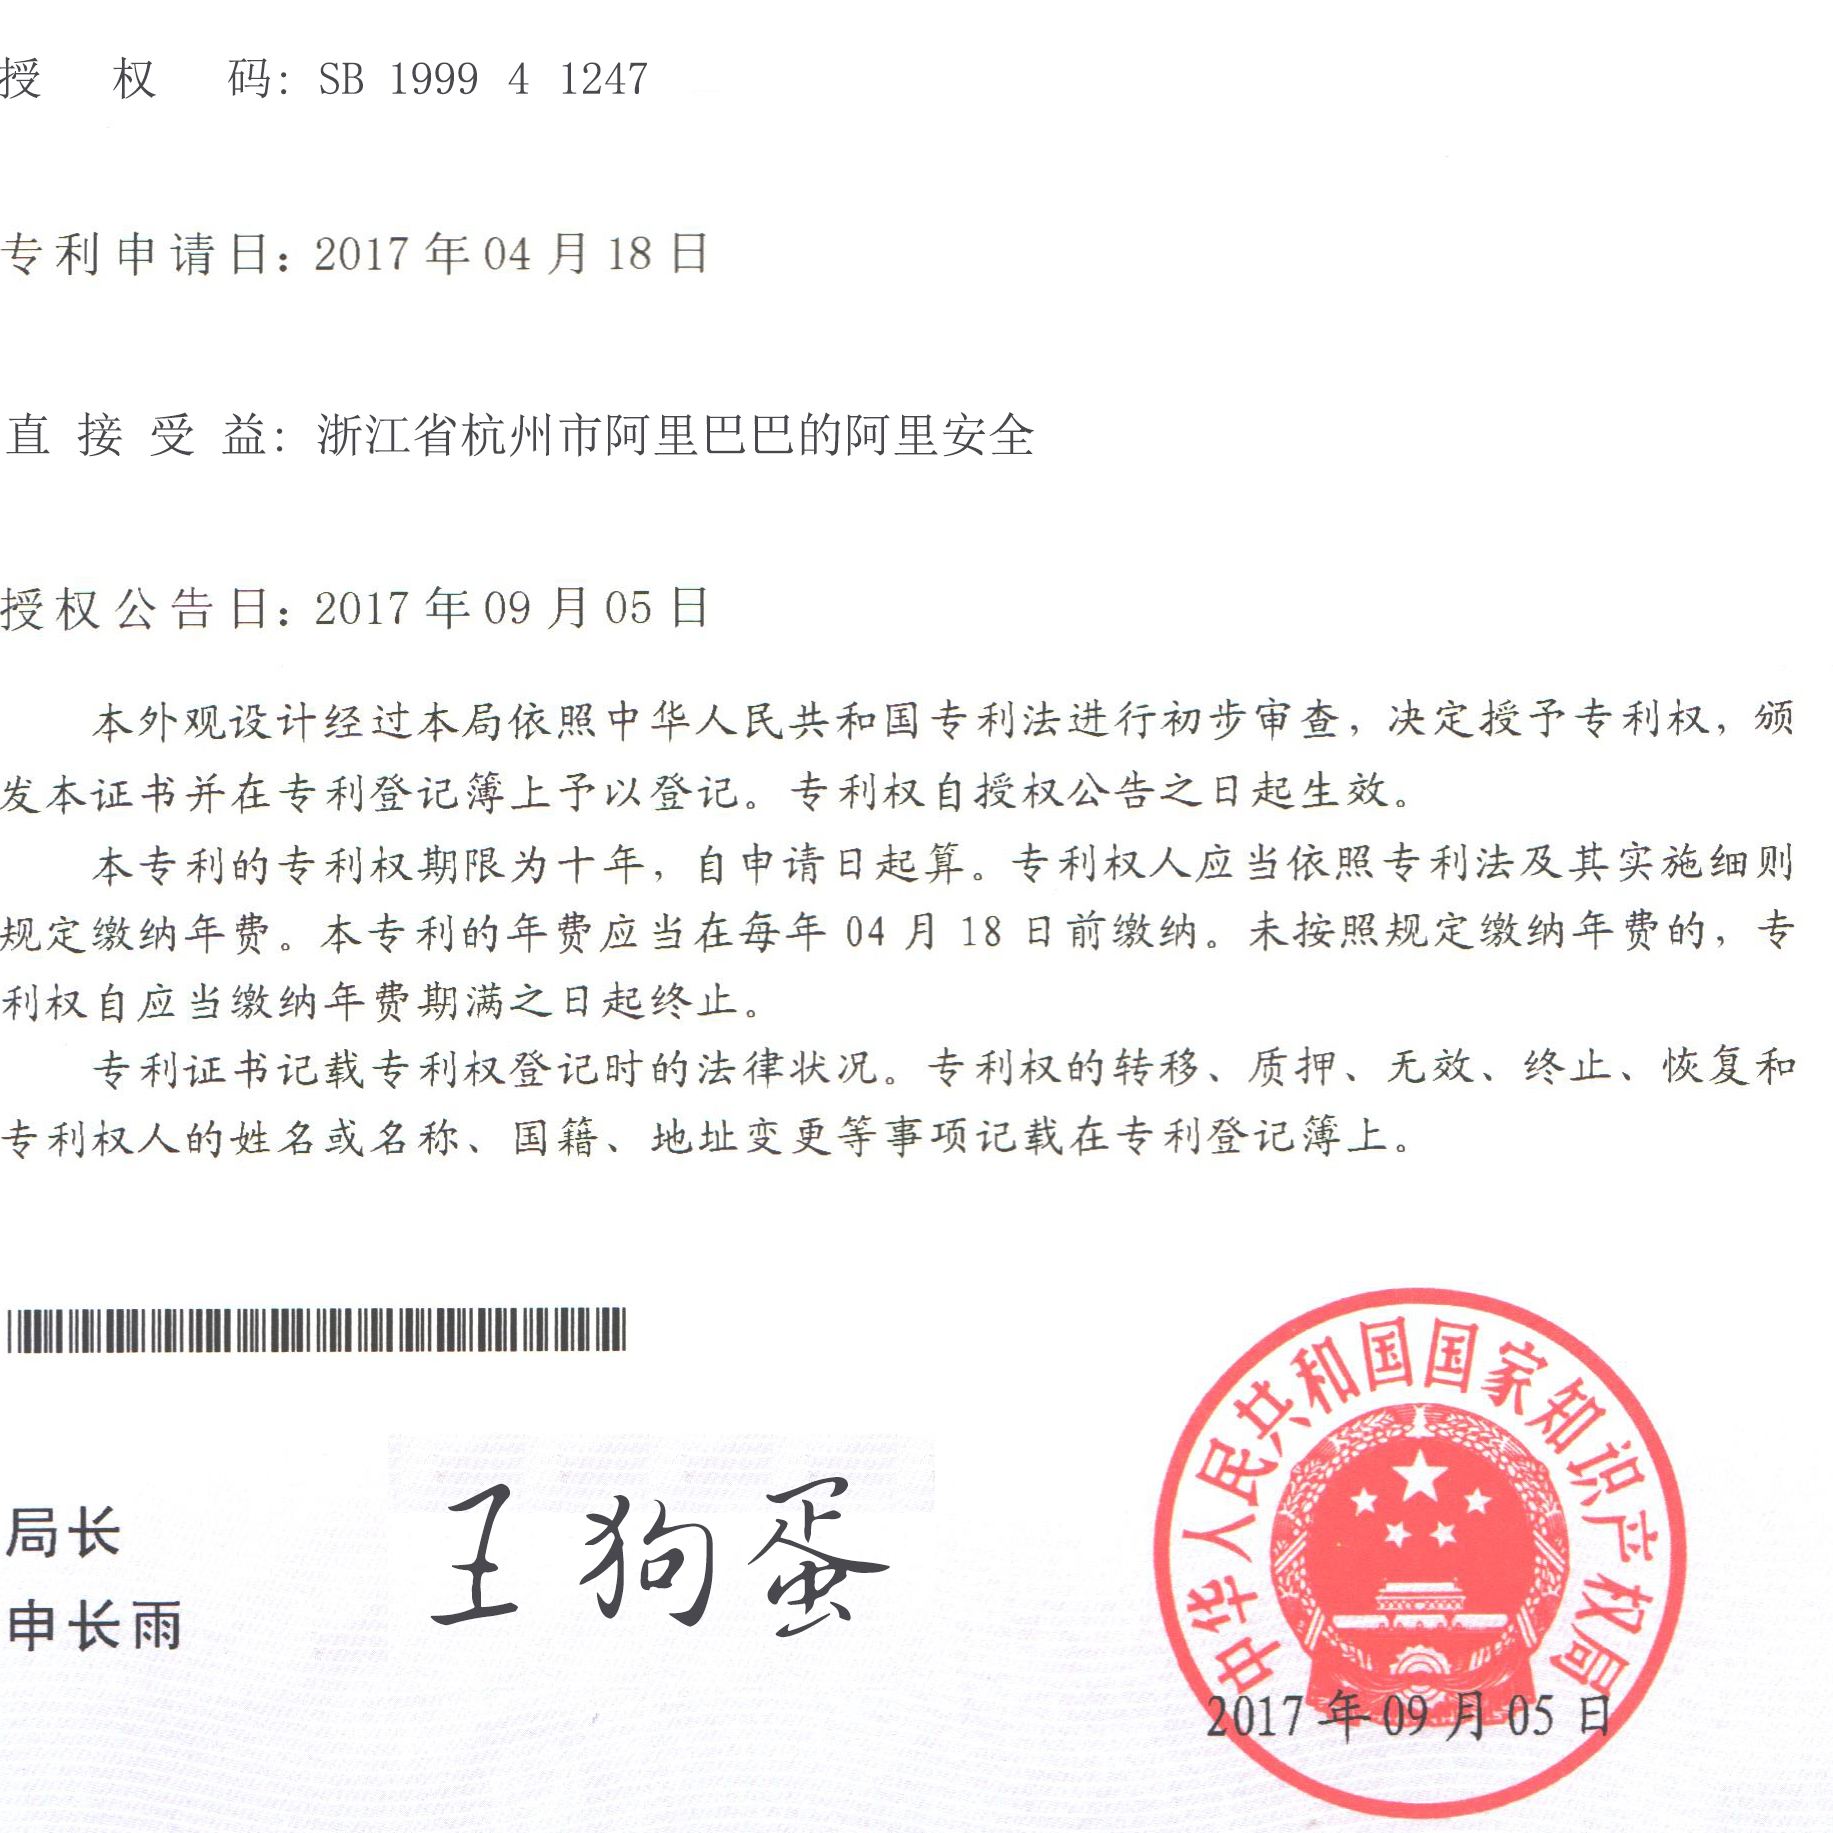 授 权 码: SB 1999 4 1247
专利申请日: 2017 年 04 月 18 日
直 接 受 益: 浙江省杭州市阿里巴巴的阿里安全
授权公告日: 2017 年 09 月 05 日
本外观设计经过本局依照中华人民共和国专利法进行初步审查，决定授予专利权，颁
发本证书并在专利登记簿上予以登记。专利权自授权公告之日起生效。
本专利的专利权期限为十年，自申请日起算。专利权人应当依照专利法及其实施细则
规定缴纳年费。本专利的年费应当在每年 04 月 18 日前缴纳。未按照规定缴纳年费的，专
利权自应当缴纳年费期满之日起终止。
专利证书记载专利权登记时的法律状况。专利权的转移、质押、无效、终止、恢复和
专利权人的姓名或名称、国籍、地址变更等事项记载在专利登记簿上。
局长
申长雨
王狗蛋
中华人民共和国国家知识产权局
2017 年 09 月 05 日